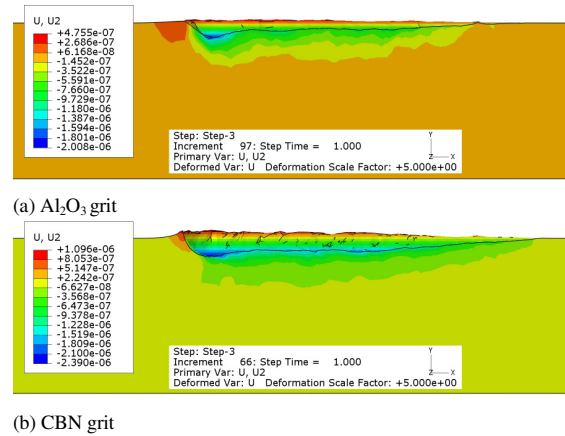 U, U2
+4.755e-07
+2.686e-07
+6.168e-08
-1.452e-07
-3.522e-07
-5.591e-07
-7.660e-07
-9.729e-07
-1.180e-06
-1.387e-06
-1.594e-06
-1.801e-06
-2.008e-06
Step: Step-3
Increment 97: Step Time = 1.000
Primary Var: U, U2
Deformed Var: U Deformation Scale Factor: +5.000e+00
Y
Z X
(a) Al₂O₃ grit
U, U2
+1.096e-06
+8.053e-07
+5.147e-07
+2.242e-07
-6.627e-08
-3.568e-07
-6.473e-07
-9.378e-07
-1.228e-06
-1.519e-06
-1.809e-06
-2.100e-06
-2.390e-06
Step: Step-3
Increment 66: Step Time = 1.000
Primary Var: U, U2
Deformed Var: U Deformation Scale Factor: +5.000e+00
Y
Z X
(b) CBN grit